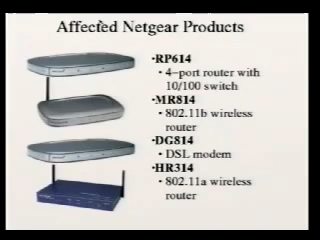 Affected Netgear Products
•RP614
• 4-port router with
10/100 switch
•MR814
• 802.11b wireless
router
•DG814
• DSL modem
•HR314
• 802.11a wireless
router